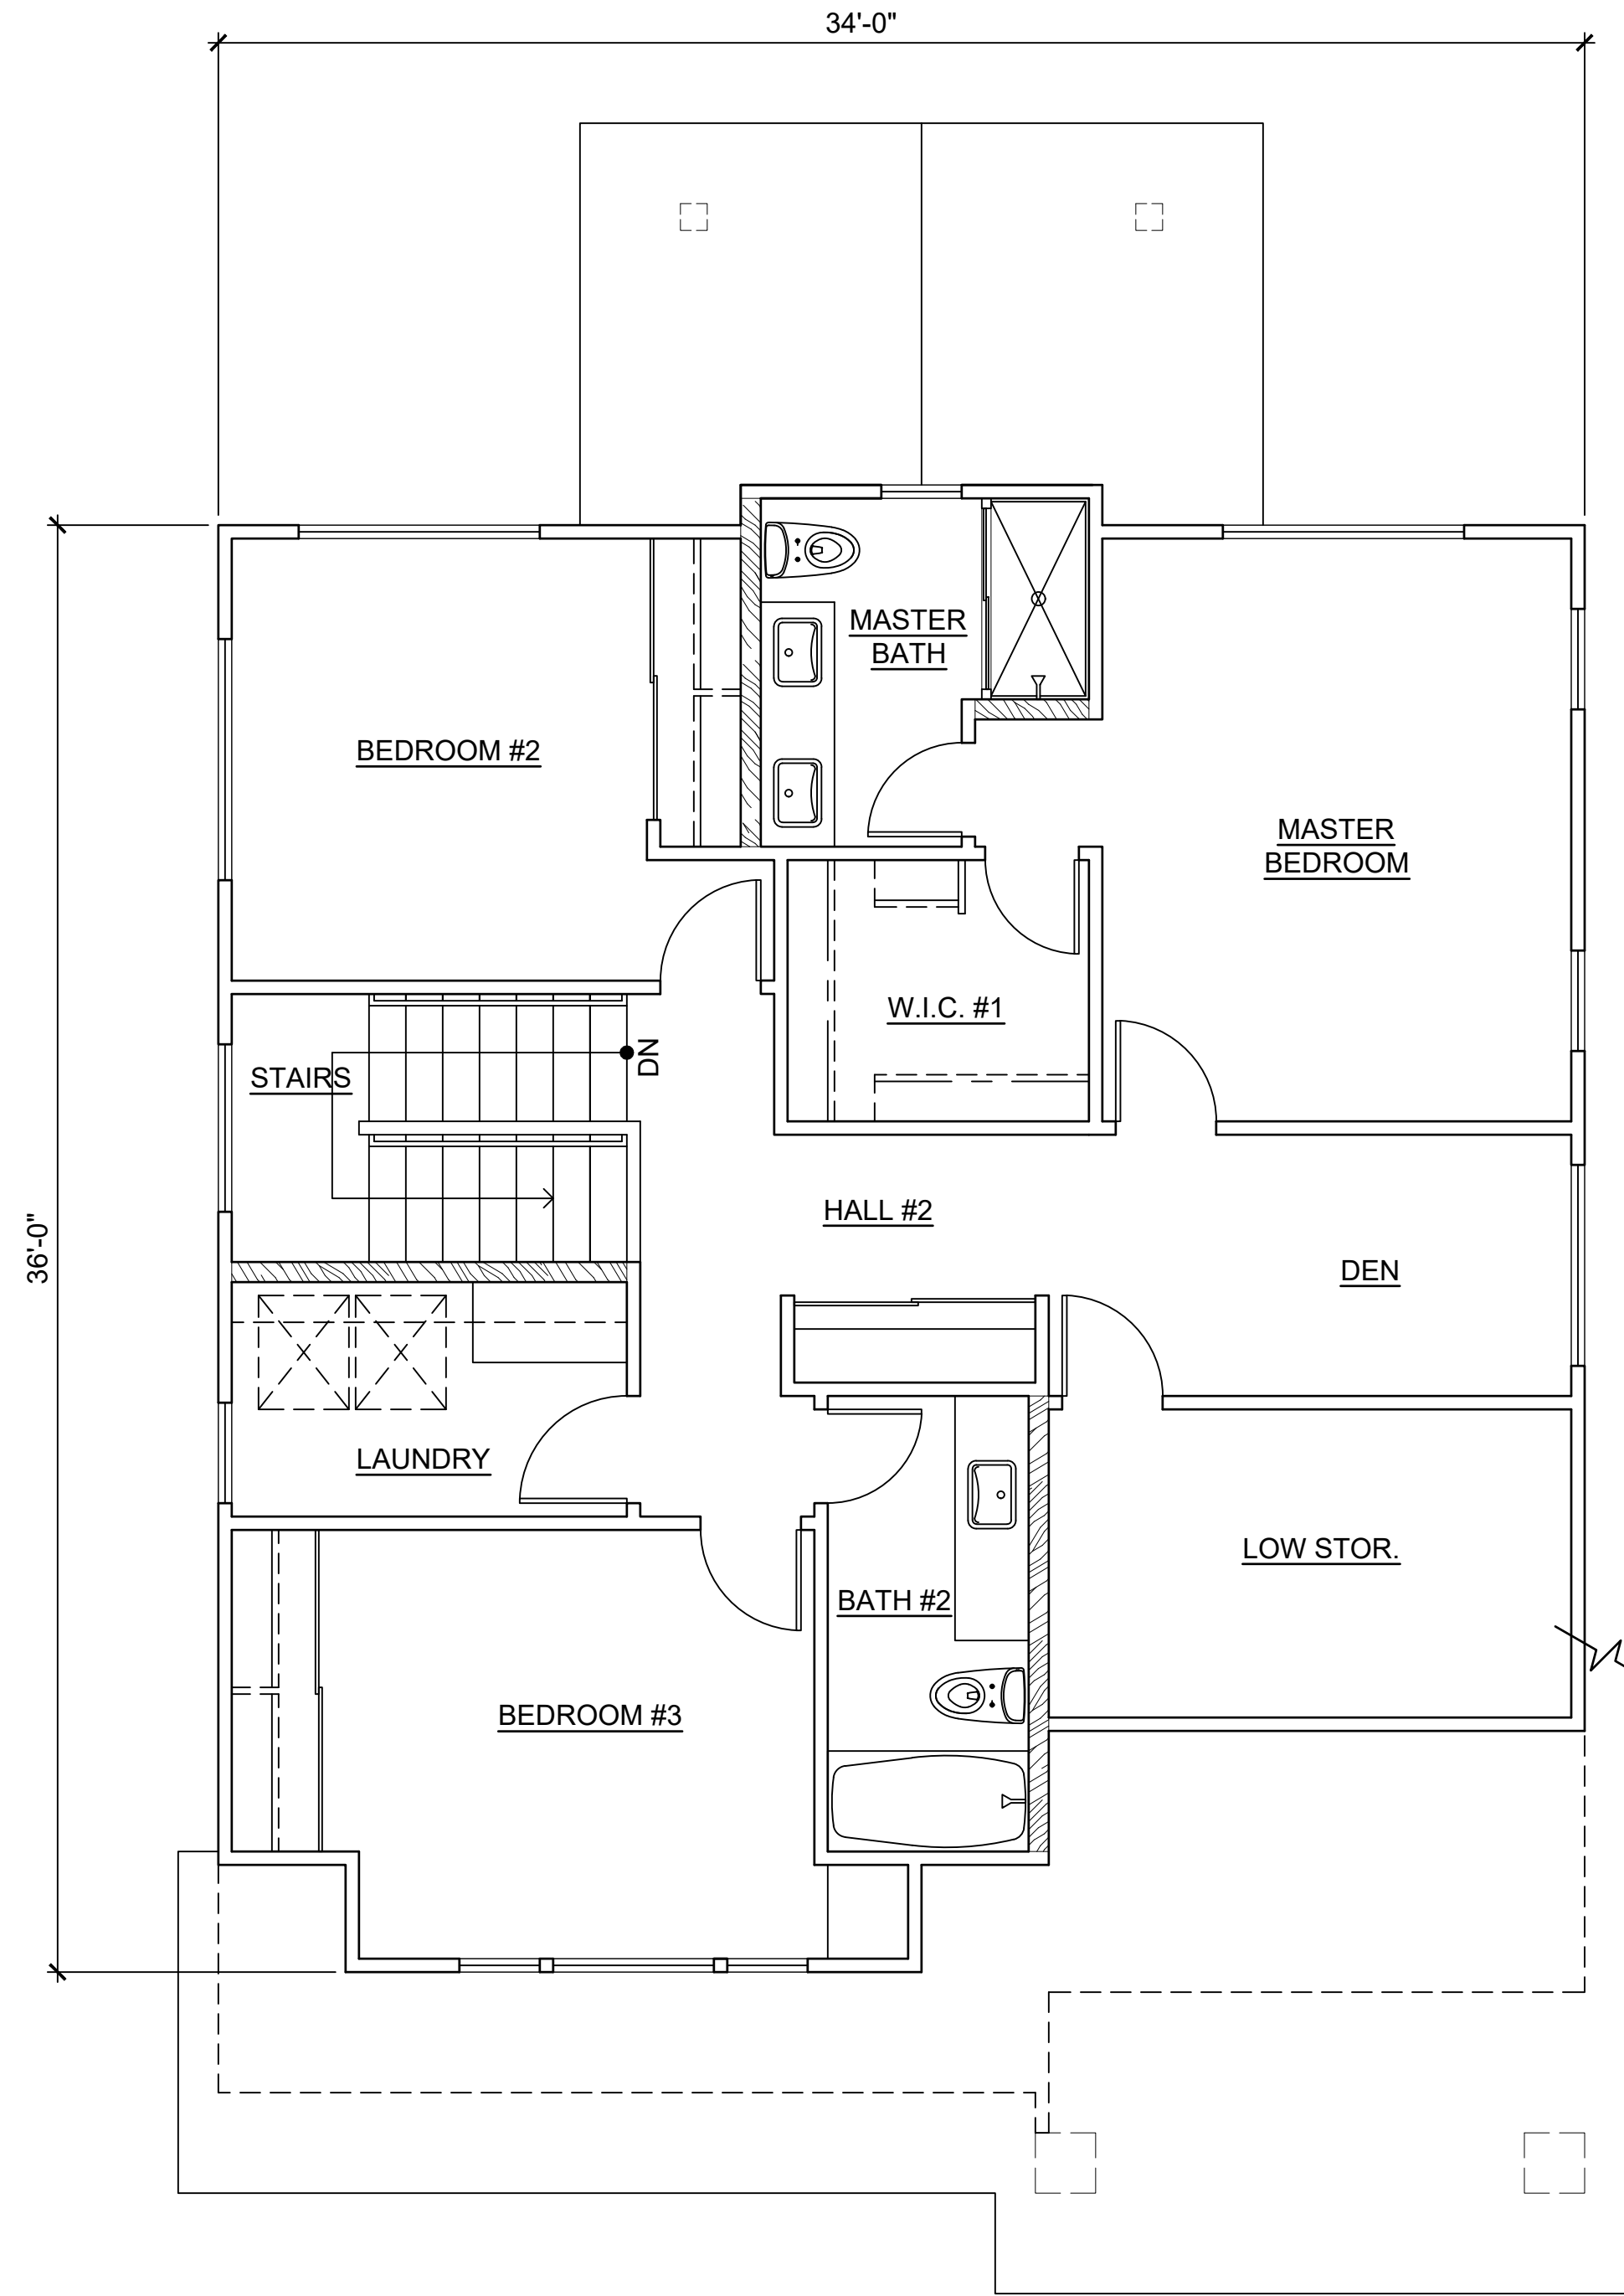 34'-0"
MASTER
BATH
BEDROOM #2
MASTER
BEDROOM
W.I.C. #1
DN
STAIRS
HALL #2
36'-0"
DEN
LAUNDRY
LOW STOR.
BATH #2
BEDROOM #3